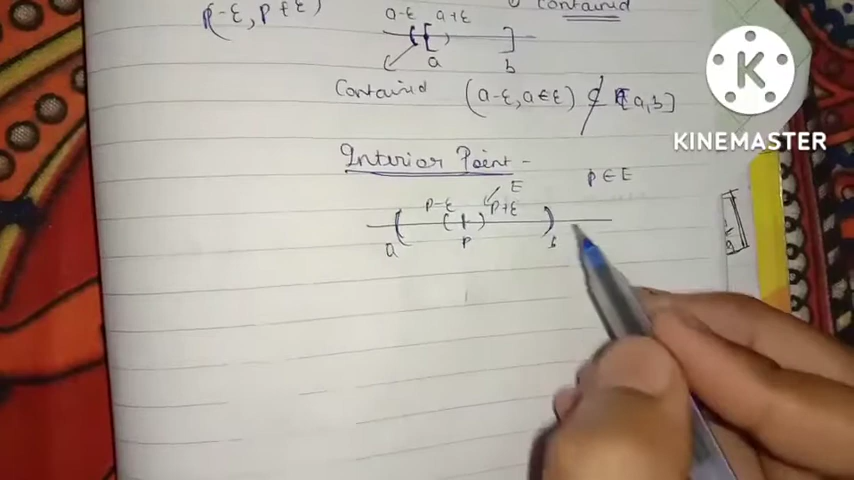 (p-ε, p+ε)
contained
a-ε a+ε
a b
Contained (a-ε, a∈ε) ⊄ [a,b]
Interior Point -
p ∈ E
E
p-ε p+ε
a p b
K
KINEMASTER